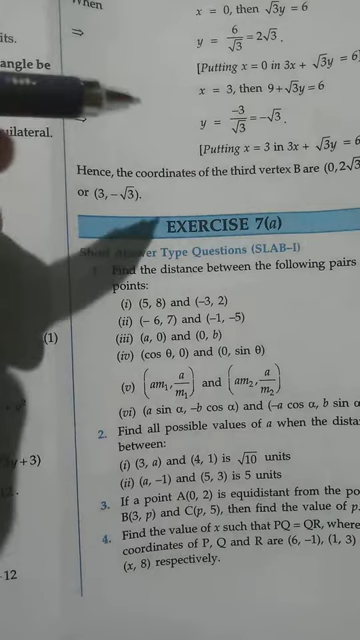 When
x = 0, then √3y = 6
its.
⇒
y = 6/√3 = 2√3.
angle be
[Putting x = 0 in 3x + √3y = 6]
x = 3, then 9+√3y = 6
⇒
y = -3/√3 = -√3.
uilateral.
[Putting x = 3 in 3x + √3y = 6
Hence, the coordinates of the third vertex B are (0, 2√3
or (3, -√3).
EXERCISE 7(a)
Short Answer Type Questions (SLAB-I)
Find the distance between the following pairs
points:
(i) (5, 8) and (-3, 2)
(ii) (- 6, 7) and (-1, -5)
(1)
(iii) (a, 0) and (0, b)
(iv) (cos θ, 0) and (0, sin θ)
(v) (am₁, a/m₁) and (am₂, a/m₂)
(vi) (a sin α, -b cos α) and (-a cos α, b sin α
2. Find all possible values of a when the dista
between:
y + 3)
(i) (3, a) and (4, 1) is √10 units
(ii) (a, -1) and (5, 3) is 5 units
3. If a point A(0, 2) is equidistant from the po
B(3, p) and C(p, 5), then find the value of p.
4. Find the value of x such that PQ = QR, where
coordinates of P, Q and R are (6, -1), (1, 3)
- 12
(x, 8) respectively.